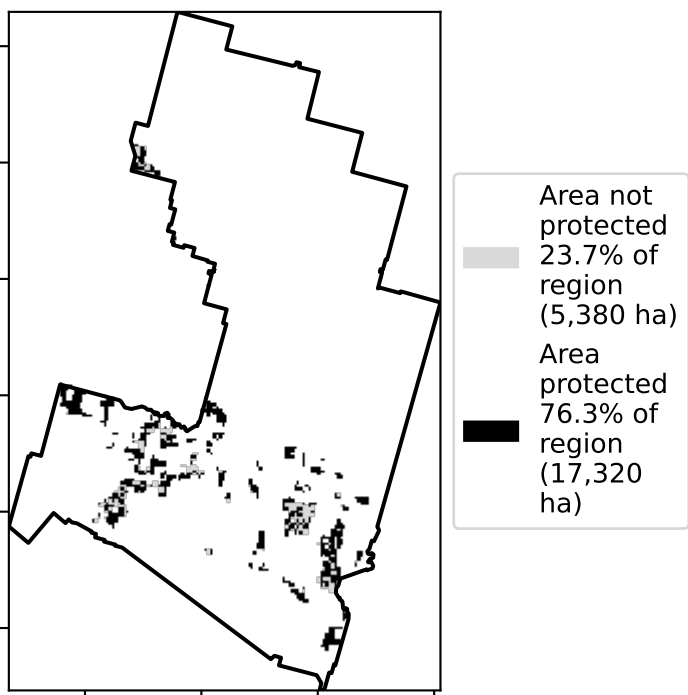 Area not
protected
23.7% of
region
(5,380 ha)
Area
protected
76.3% of
region
(17,320
ha)